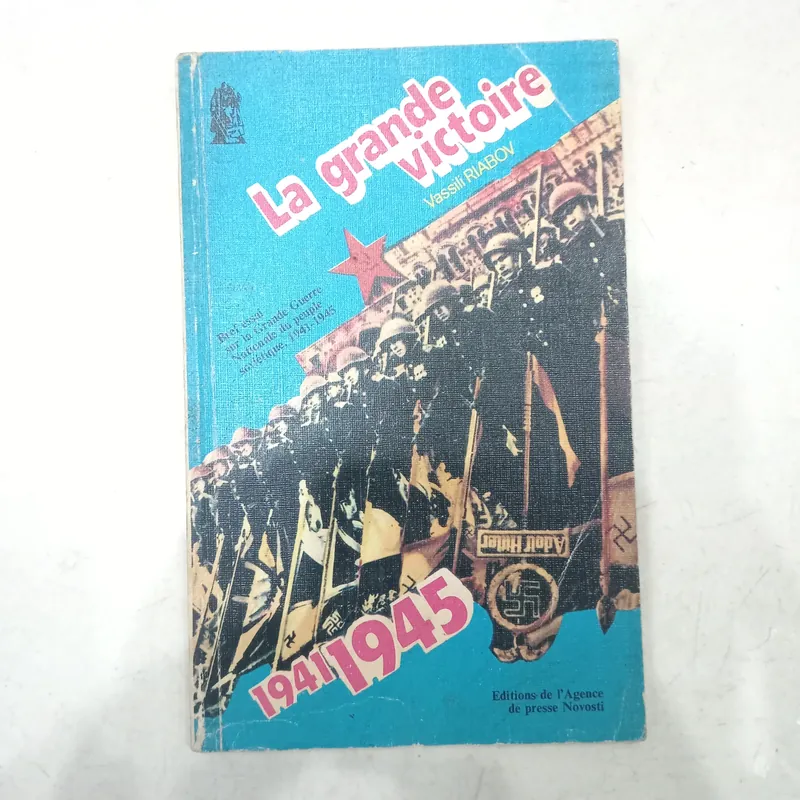 La grande
victoire
Vassili RIABOV
Bref essai
sur la Grande Guerre
Nationale du peuple
soviétique, 1941-1945
Adolf Hitler
1941 1945
Editions de l'Agence
de presse Novosti